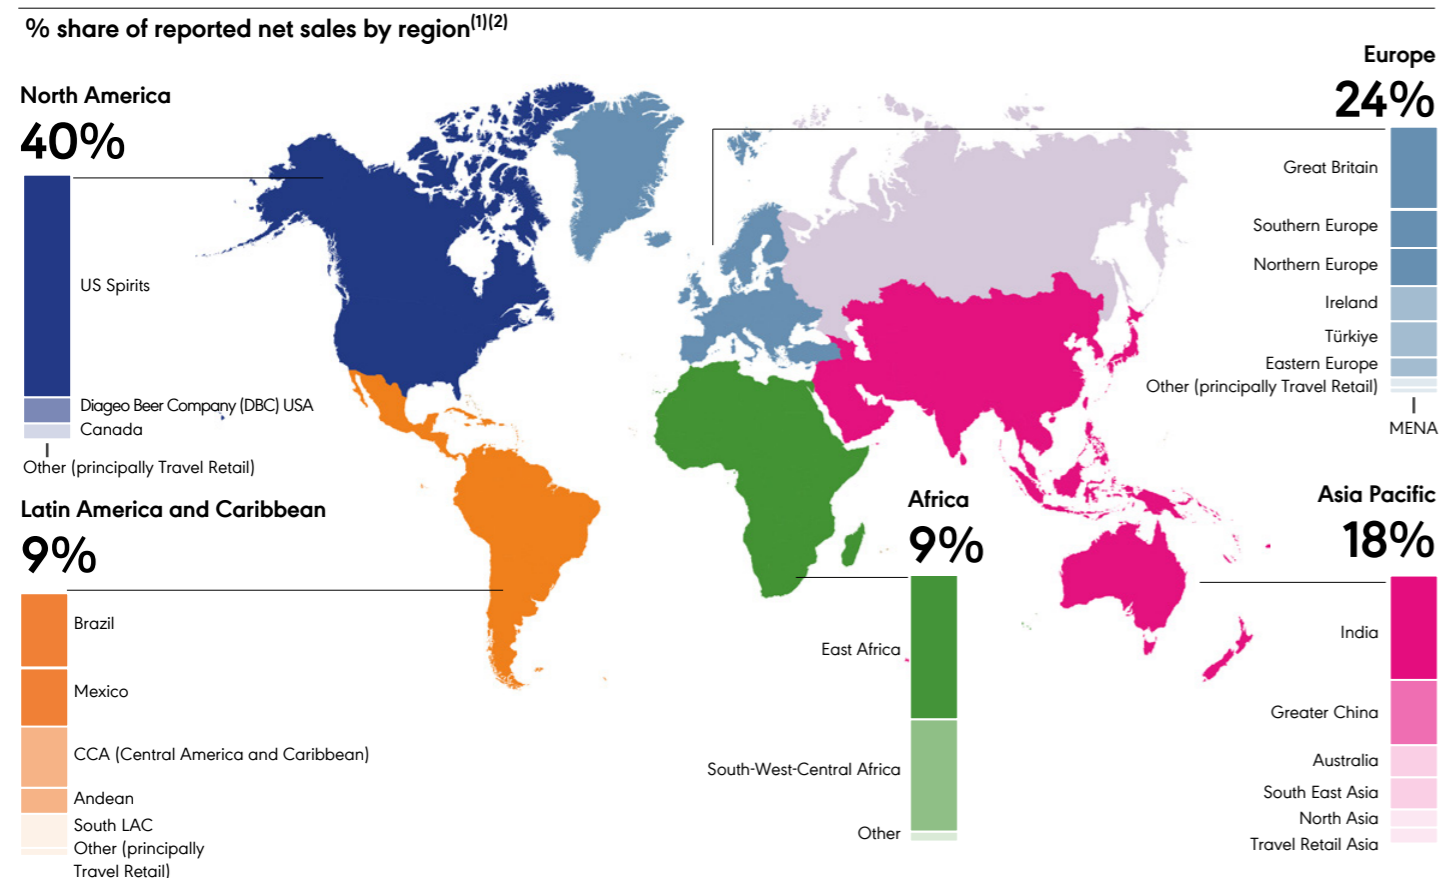 % share of reported net sales by region(1)(2)
North America
40%
US Spirits
Diageo Beer Company (DBC) USA
Canada
Other (principally Travel Retail)
Europe
24%
Great Britain
Southern Europe
Northern Europe
Ireland
Türkiye
Eastern Europe
Other (principally Travel Retail)
MENA
Latin America and Caribbean
9%
Brazil
Mexico
CCA (Central America and Caribbean)
Andean
South LAC
Other (principally
Travel Retail)
Africa
9%
East Africa
South-West-Central Africa
Other
Asia Pacific
18%
India
Greater China
Australia
South East Asia
North Asia
Travel Retail Asia